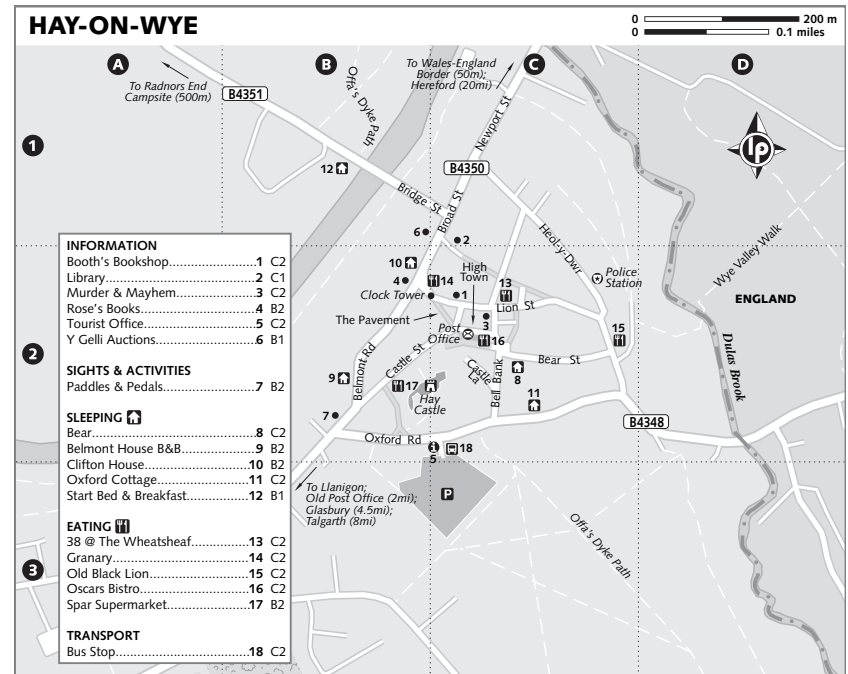 HAY-ON-WYE
0 200 m
0 0.1 miles
A
B
C
D
To Radnors End
Campsite (500m)
B4351
Offa's Dyke
Path
To Wales-England
Border (50m);
Hereford (20mi)
Newport St
lp
1
12
B4350
Bridge St
Broad St
6
2
Heol-y-Dwr
Wye Valley Walk
INFORMATION
Booth's Bookshop...............................1 C2
Library...............................................2 C1
Murder & Mayhem............................3 C2
Rose's Books......................................4 B2
Tourist Office.....................................5 C2
Y Gelli Auctions.................................6 B1
SIGHTS & ACTIVITIES
Paddles & Pedals...............................7 B2
SLEEPING
Bear...................................................8 C2
Belmont House B&B..........................9 B2
Clifton House...................................10 B2
Oxford Cottage.................................11 C2
Start Bed & Breakfast.......................12 B1
EATING
38 @ The Wheatsheaf......................13 C2
Granary............................................14 C2
Old Black Lion..................................15 C2
Oscars Bistro....................................16 C2
Spar Supermarket.............................17 B2
TRANSPORT
Bus Stop...........................................18 C2
10
High
Town
Police
Station
4
14
13
Clock Tower
1
Lion St
ENGLAND
The Pavement
3
Post
Office
16
15
2
Belmont Rd
Castle St
Castle
La
Bear St
Dulas Brook
9
17
8
Bell Bank
Hay
Castle
11
7
B4348
Oxford Rd
5
18
To Llanigon;
Old Post Office (2mi);
Glasbury (4.5mi);
Talgarth (8mi)
P
Offa's Dyke Path
3